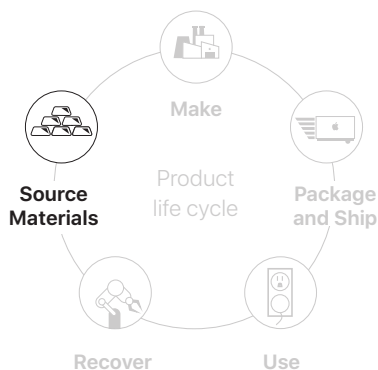 Make
Source
Materials
Product
life cycle
Package
and Ship
Recover
Use